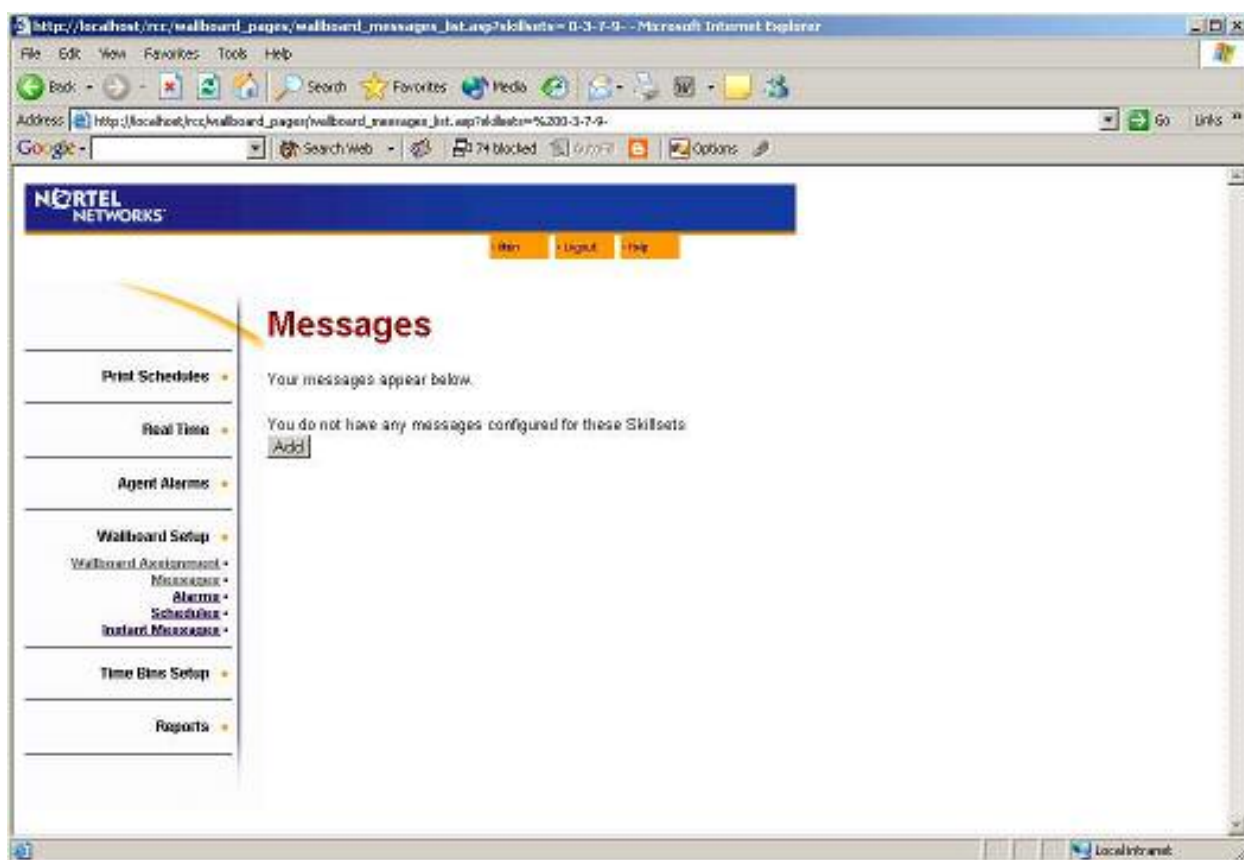 http://localhost/rcc/wallboard_pages/wallboard_messages_list.asp?skillsets= 0-3-7-9- - Microsoft Internet Explorer
File Edit View Favorites Tools Help
Back Search Favorites Media
Address http://localhost/rcc/wallboard_pages/wallboard_messages_list.asp?skillsets=%200-3-7-9- Go Links »
Google Search Web 74 blocked AutoFill Options
NORTEL
NETWORKS
Main Logout Help
Messages
Your messages appear below.
You do not have any messages configured for these Skillsets
Add
Print Schedules
Real Time
Agent Alarms
Wallboard Setup
Wallboard Assignment
Messages
Alarms
Schedules
Instant Messages
Time Bins Setup
Reports
Local intranet